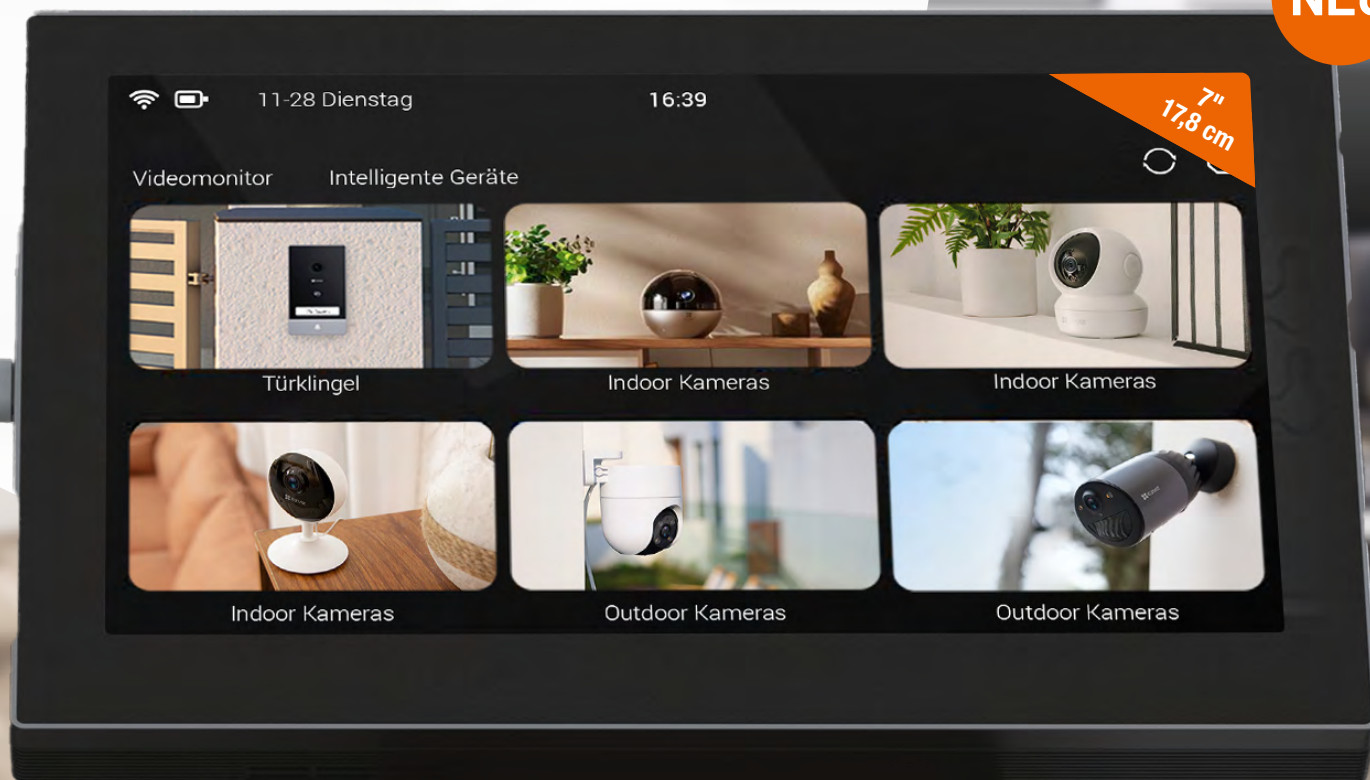 NEU
7"
17,8 cm
11-28 Dienstag
16:39
Videomonitor
Intelligente Geräte
Türklingel
Indoor Kameras
Indoor Kameras
Indoor Kameras
Outdoor Kameras
Outdoor Kameras